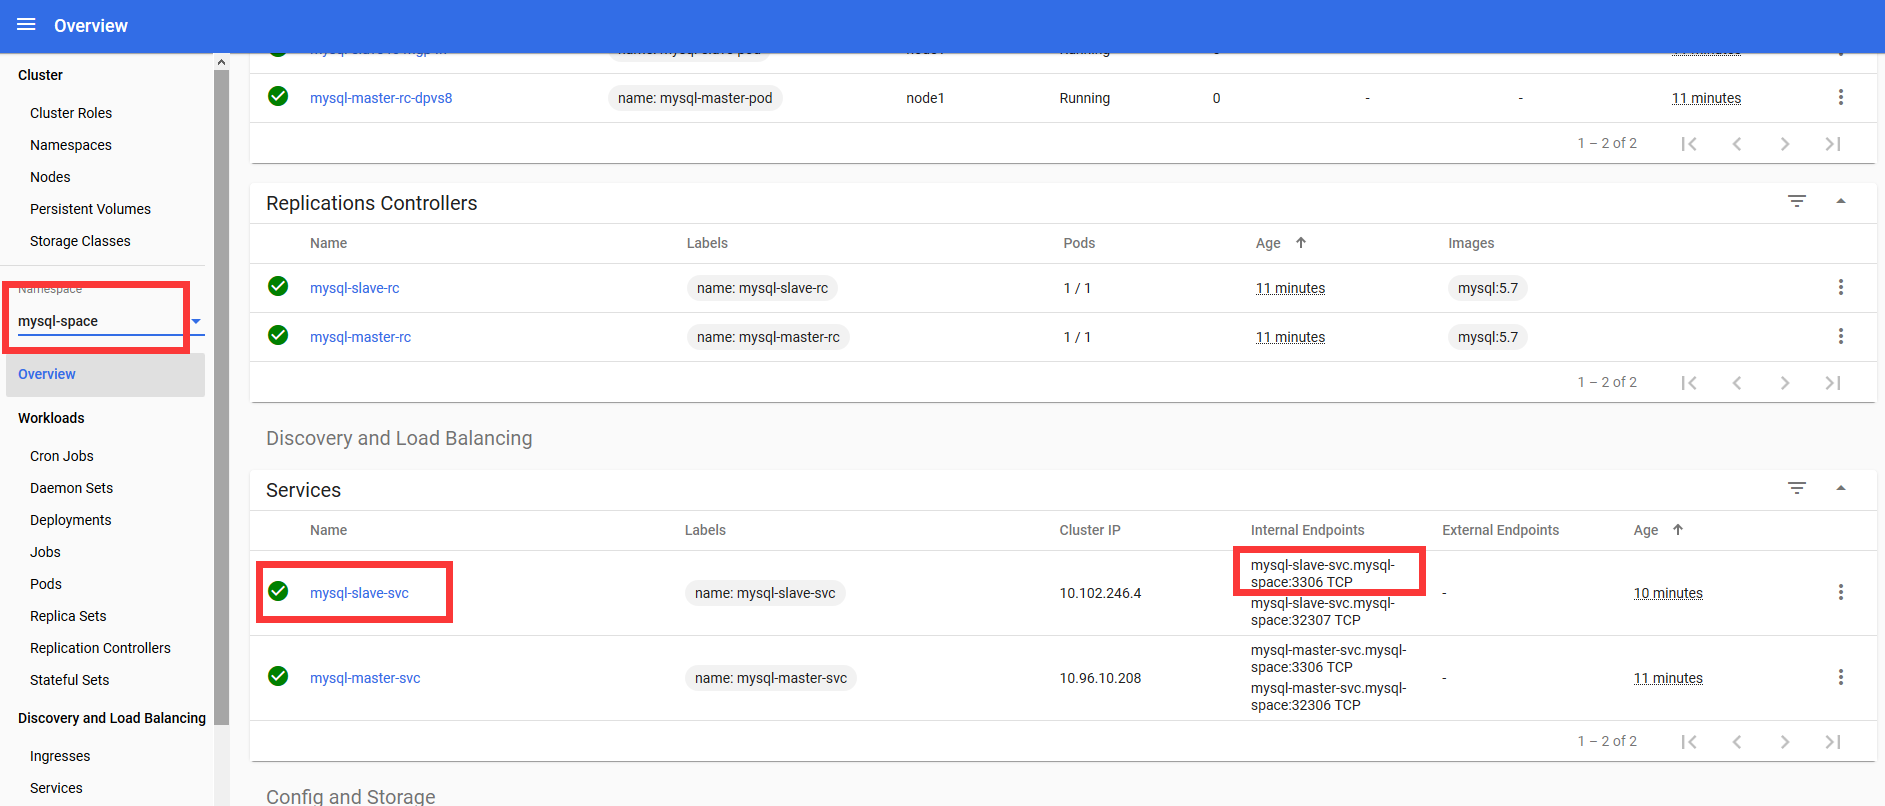 Overview
Cluster
Cluster Roles
Namespaces
Nodes
Persistent Volumes
Storage Classes
Namespace
mysql-space
Overview
Workloads
Cron Jobs
Daemon Sets
Deployments
Jobs
Pods
Replica Sets
Replication Controllers
Stateful Sets
Discovery and Load Balancing
Ingresses
Services
mysql-master-rc-dpvs8 name: mysql-master-pod node1 Running 0 - - 11 minutes
1 – 2 of 2
Replications Controllers
Name Labels Pods Age Images
mysql-slave-rc name: mysql-slave-rc 1 / 1 11 minutes mysql:5.7
mysql-master-rc name: mysql-master-rc 1 / 1 11 minutes mysql:5.7
1 – 2 of 2
Discovery and Load Balancing
Services
Name Labels Cluster IP Internal Endpoints External Endpoints Age
mysql-slave-svc name: mysql-slave-svc 10.102.246.4
mysql-slave-svc.mysql-
space:3306 TCP
mysql-slave-svc.mysql-
space:32307 TCP
- 10 minutes
mysql-master-svc name: mysql-master-svc 10.96.10.208
mysql-master-svc.mysql-
space:3306 TCP
mysql-master-svc.mysql-
space:32306 TCP
- 11 minutes
1 – 2 of 2
Config and Storage